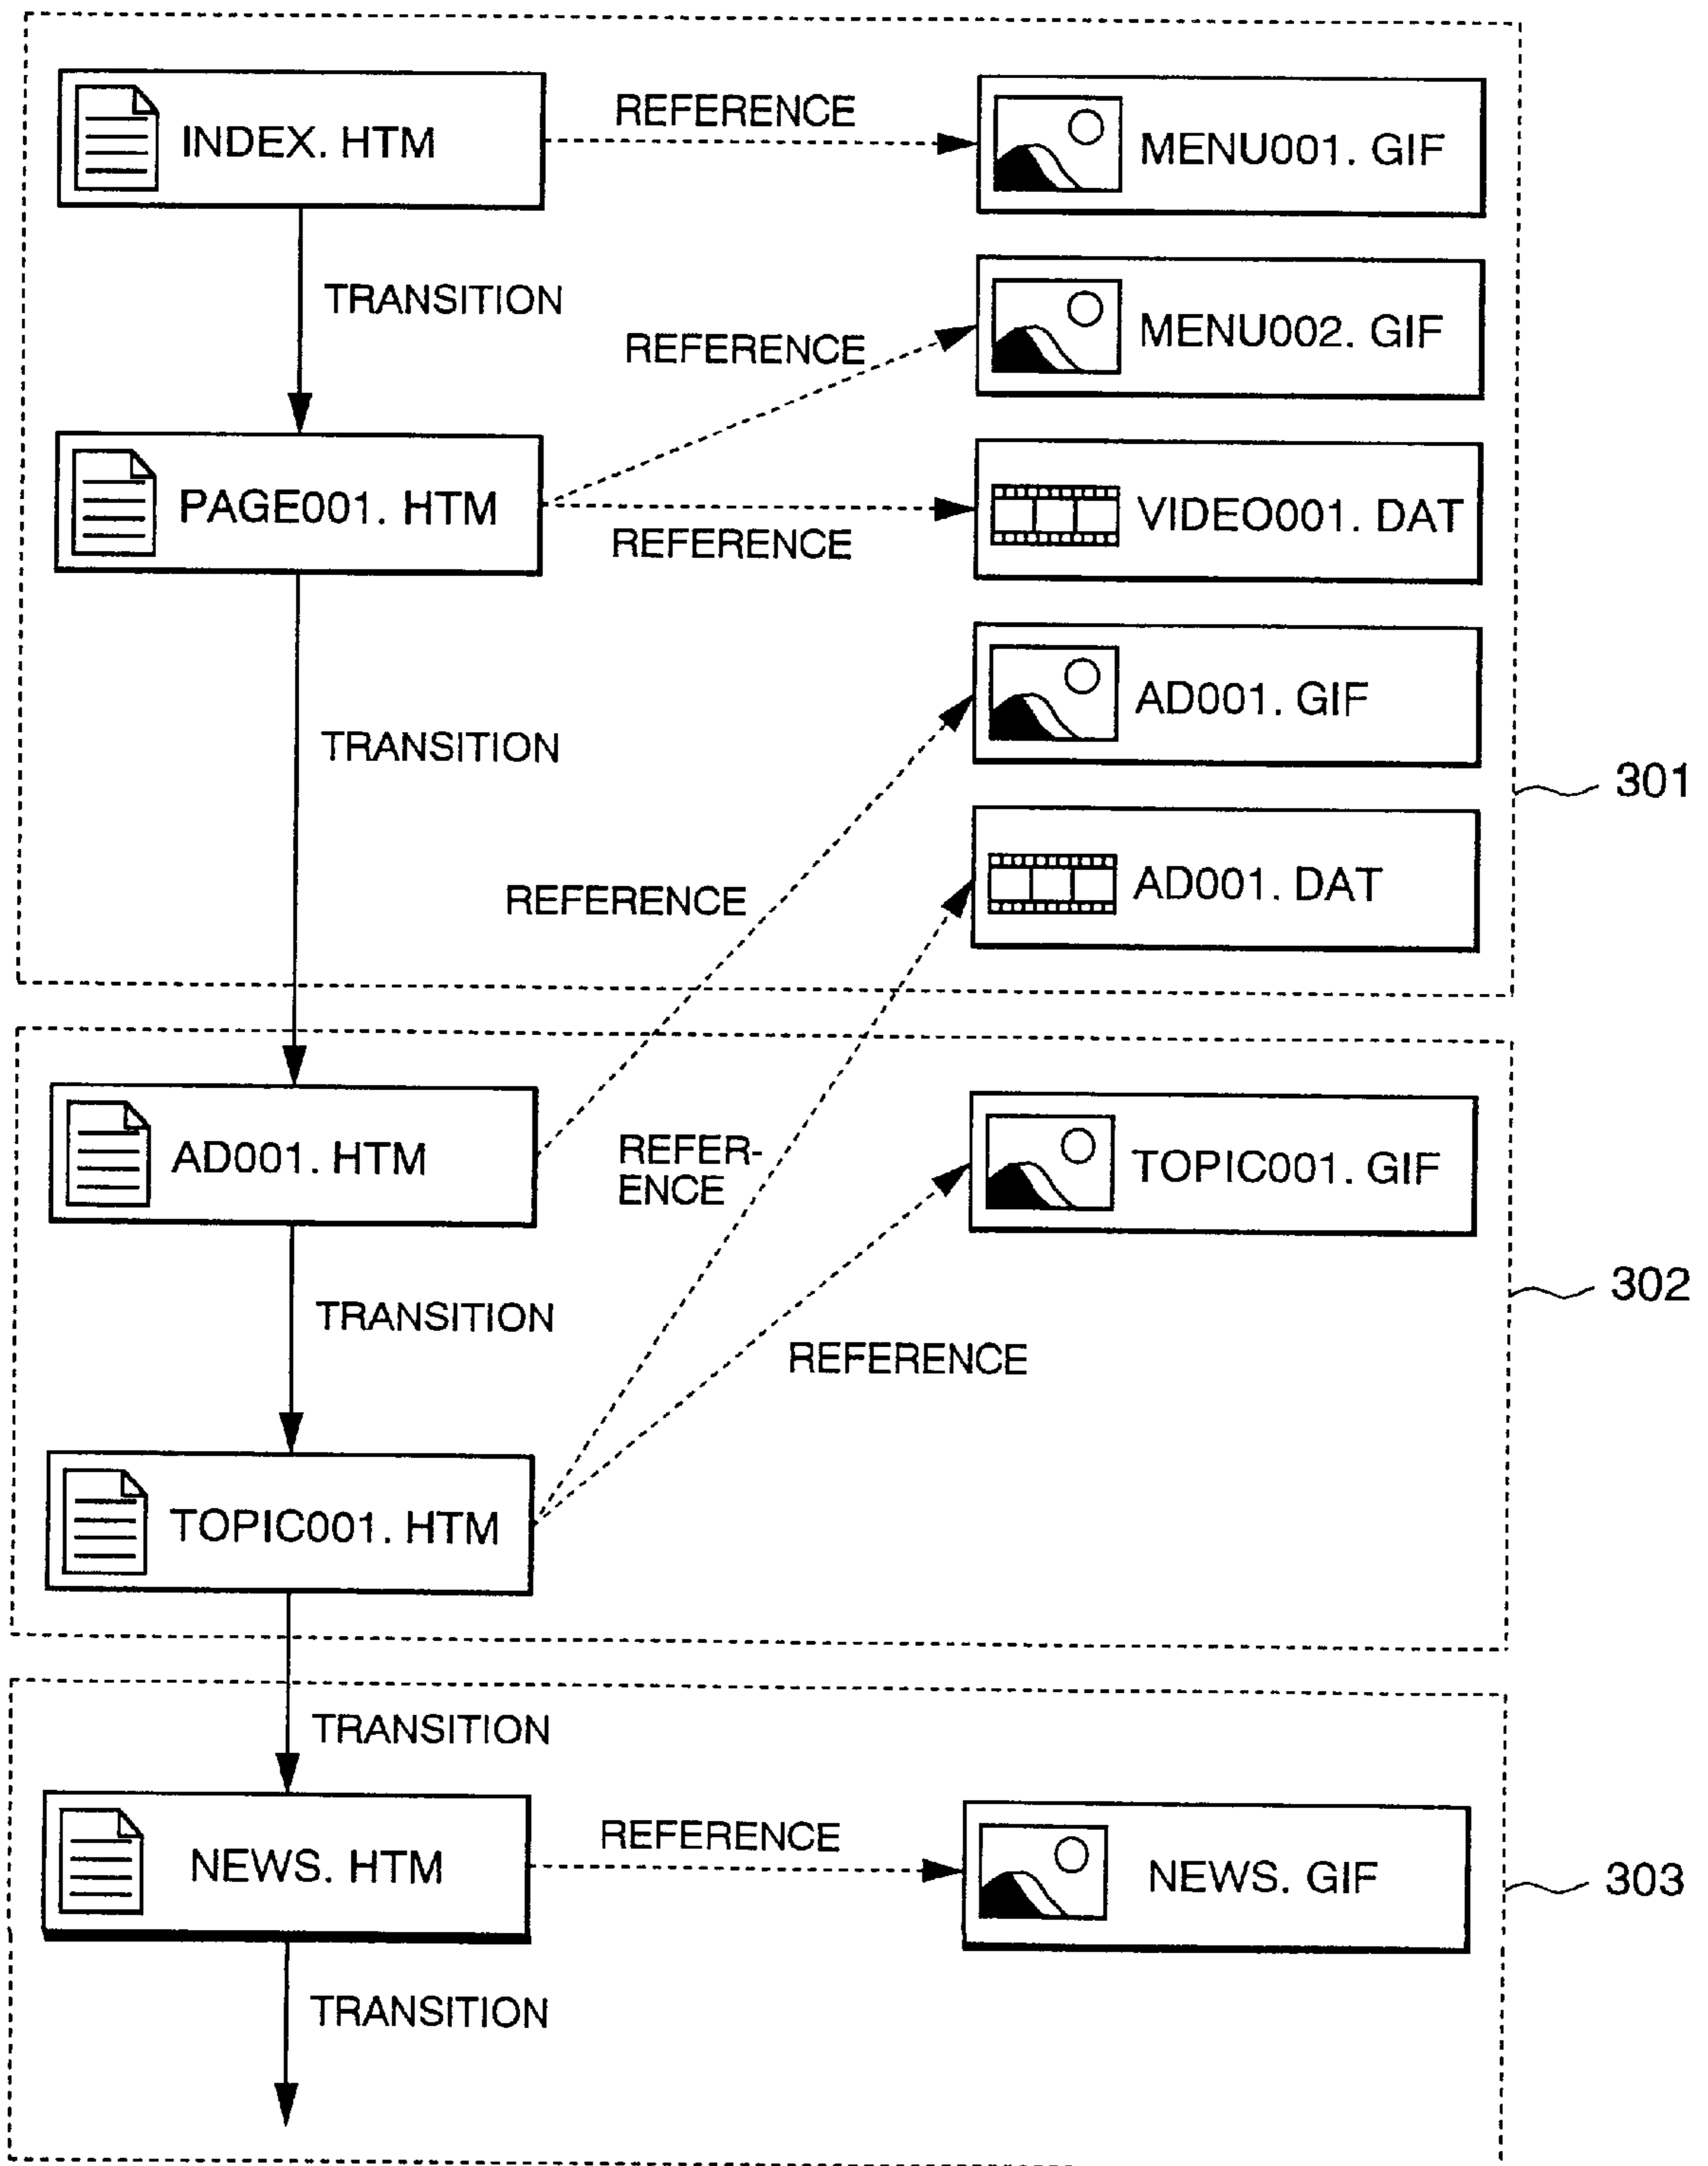 INDEX. HTM
REFERENCE
MENU001. GIF
TRANSITION
REFERENCE
MENU002. GIF
PAGE001. HTM
REFERENCE
VIDEO001. DAT
TRANSITION
AD001. GIF
301
REFERENCE
AD001. DAT
AD001. HTM
REFER-
ENCE
TOPIC001. GIF
302
TRANSITION
REFERENCE
TOPIC001. HTM
TRANSITION
NEWS. HTM
REFERENCE
NEWS. GIF
303
TRANSITION